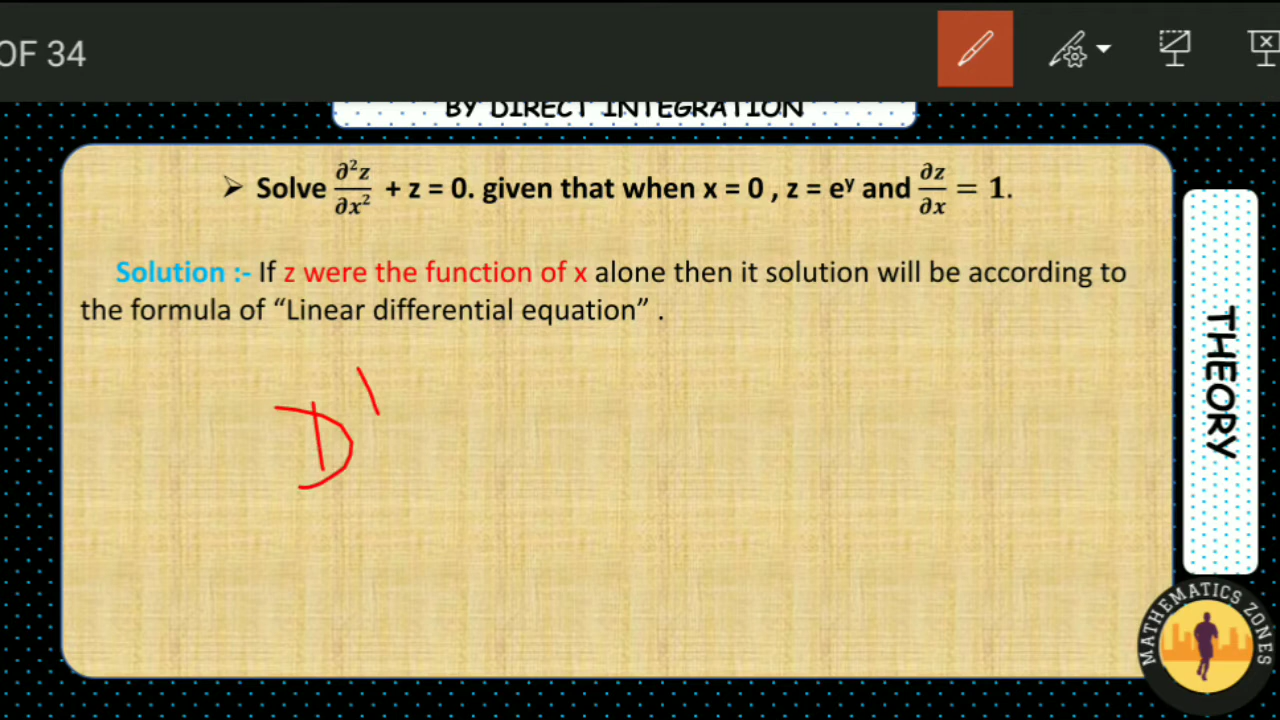 OF 34
BY DIRECT INTEGRATION
➢ Solve ∂²z/∂x² + z = 0. given that when x = 0 , z = eʸ and ∂z/∂x = 1.
Solution :- If z were the function of x alone then it solution will be according to
the formula of “Linear differential equation” .
D'
THEORY
MATHEMATICS ZONES